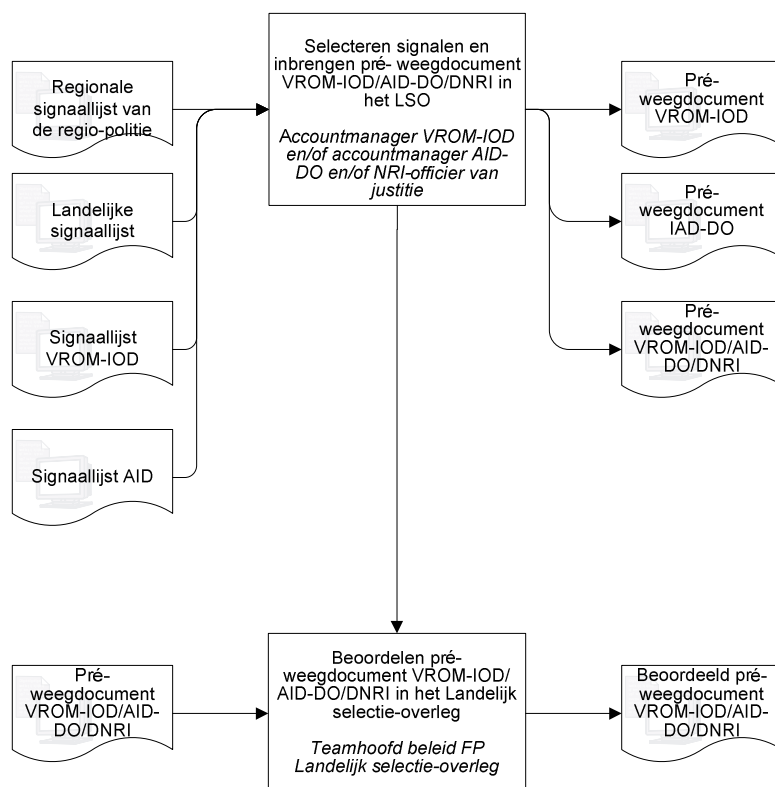 Regionale
signaallijst van
de regio-politie
Landelijke
signaallijst
Signaallijst
VROM-IOD
Signaallijst AID
Selecteren signalen en
inbrengen pré- weegdocument
VROM-IOD/AID-DO/DNRI in
het LSO
Accountmanager VROM-IOD
en/of accountmanager AID-
DO en/of NRI-officier van
justitie
Pré-
weegdocument
VROM-IOD
Pré-
weegdocument
IAD-DO
Pré-
weegdocument
VROM-IOD/AID-
DO/DNRI
Pré-
weegdocument
VROM-IOD/AID-
DO/DNRI
Beoordelen pré-
weegdocument VROM-IOD/
AID-DO/DNRI in het Landelijk
selectie-overleg
Teamhoofd beleid FP
Landelijk selectie-overleg
Beoordeeld pré-
weegdocument
VROM-IOD/AID-
DO/DNRI